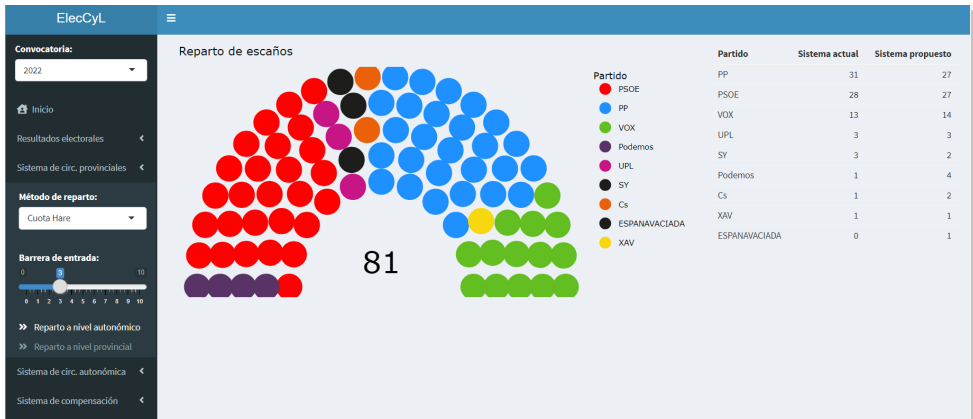 ElecCyL
Convocatoria:
2022
Inicio
Resultados electorales
Sistema de circ. provinciales
Método de reparto:
Cuota Hare
Barrera de entrada:
0 3 10
0 1 2 3 4 5 6 7 8 9 10
Reparto a nivel autonómico
Reparto a nivel provincial
Sistema de circ. autonómica
Sistema de compensación
Reparto de escaños
81
Partido
PSOE
PP
VOX
Podemos
UPL
SY
Cs
ESPANAVACIADA
XAV
Partido Sistema actual Sistema propuesto
PP 31 27
PSOE 28 27
VOX 13 14
UPL 3 3
SY 3 2
Podemos 1 4
Cs 1 2
XAV 1 1
ESPANAVACIADA 0 1